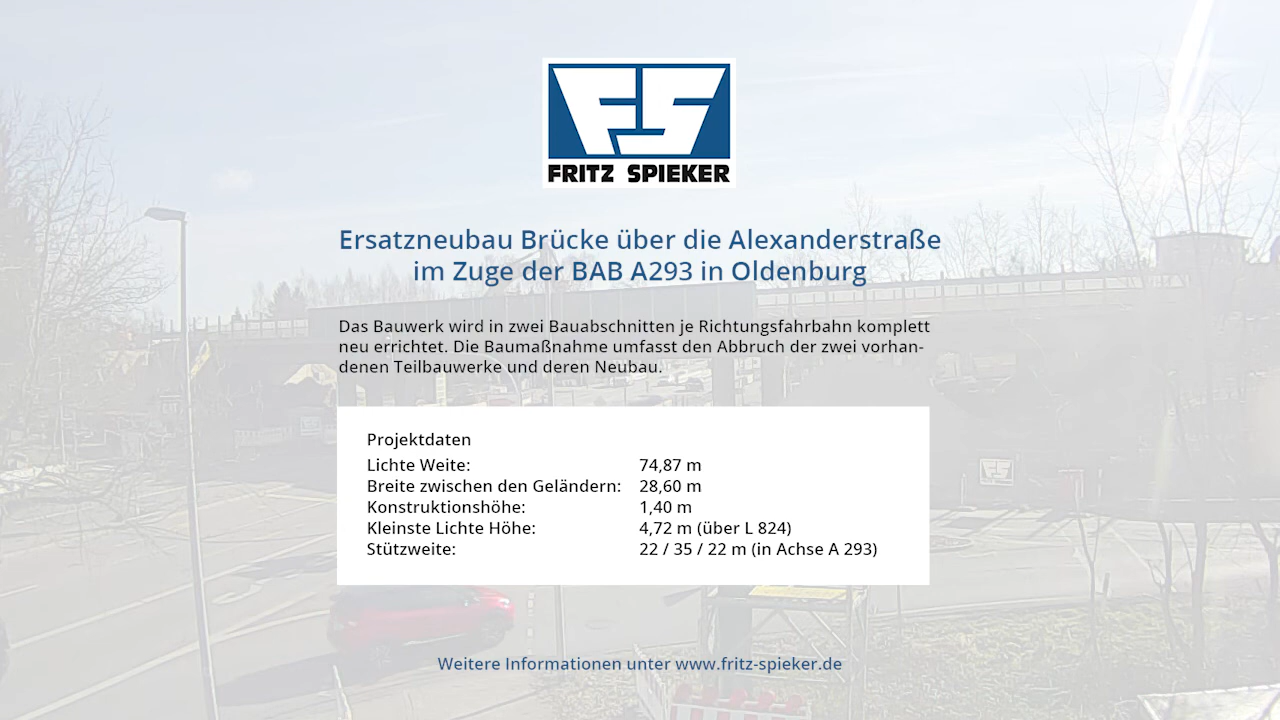 FS
FRITZ SPIEKER
Ersatzneubau Brücke über die Alexanderstraße
im Zuge der BAB A293 in Oldenburg
Das Bauwerk wird in zwei Bauabschnitten je Richtungsfahrbahn komplett
neu errichtet. Die Baumaßnahme umfasst den Abbruch der zwei vorhan-
denen Teilbauwerke und deren Neubau.
Projektdaten
Lichte Weite: 74,87 m
Breite zwischen den Geländern: 28,60 m
Konstruktionshöhe: 1,40 m
Kleinste Lichte Höhe: 4,72 m (über L 824)
Stützweite: 22 / 35 / 22 m (in Achse A 293)
FS
Weitere Informationen unter www.fritz-spieker.de